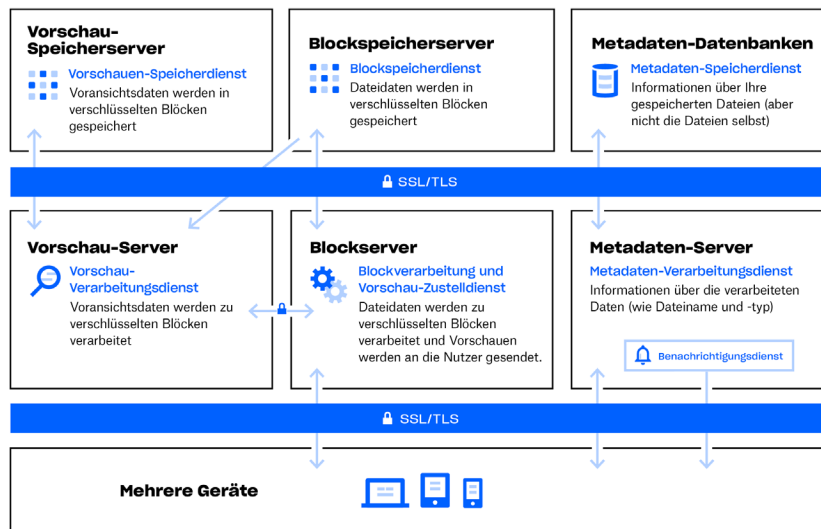 Vorschau-
Speicherserver
Vorschauen-Speicherdienst
Voransichtsdaten werden in
verschlüsselten Blöcken
gespeichert
Blockspeicherserver
Blockspeicherdienst
Dateidaten werden in
verschlüsselten Blöcken
gespeichert
Metadaten-Datenbanken
Metadaten-Speicherdienst
Informationen über Ihre
gespeicherten Dateien (aber
nicht die Dateien selbst)
SSL/TLS
Vorschau-Server
Vorschau-
Verarbeitungsdienst
Voransichtsdaten werden zu
verschlüsselten Blöcken
verarbeitet
Blockserver
Blockverarbeitung und
Vorschau-Zustelldienst
Dateidaten werden zu
verschlüsselten Blöcken
verarbeitet und Vorschauen
werden an die Nutzer gesendet.
Metadaten-Server
Metadaten-Verarbeitungsdienst
Informationen über die verarbeiteten
Daten (wie Dateiname und -typ)
Benachrichtigungsdienst
SSL/TLS
Mehrere Geräte